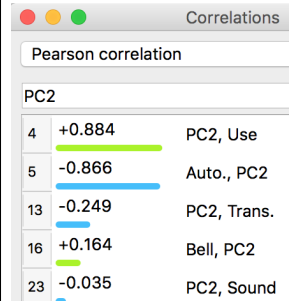 Correlations
Pearson correlation
PC2
4 +0.884 PC2, Use
5 -0.866 Auto., PC2
13 -0.249 PC2, Trans.
16 +0.164 Bell, PC2
23 -0.035 PC2, Sound